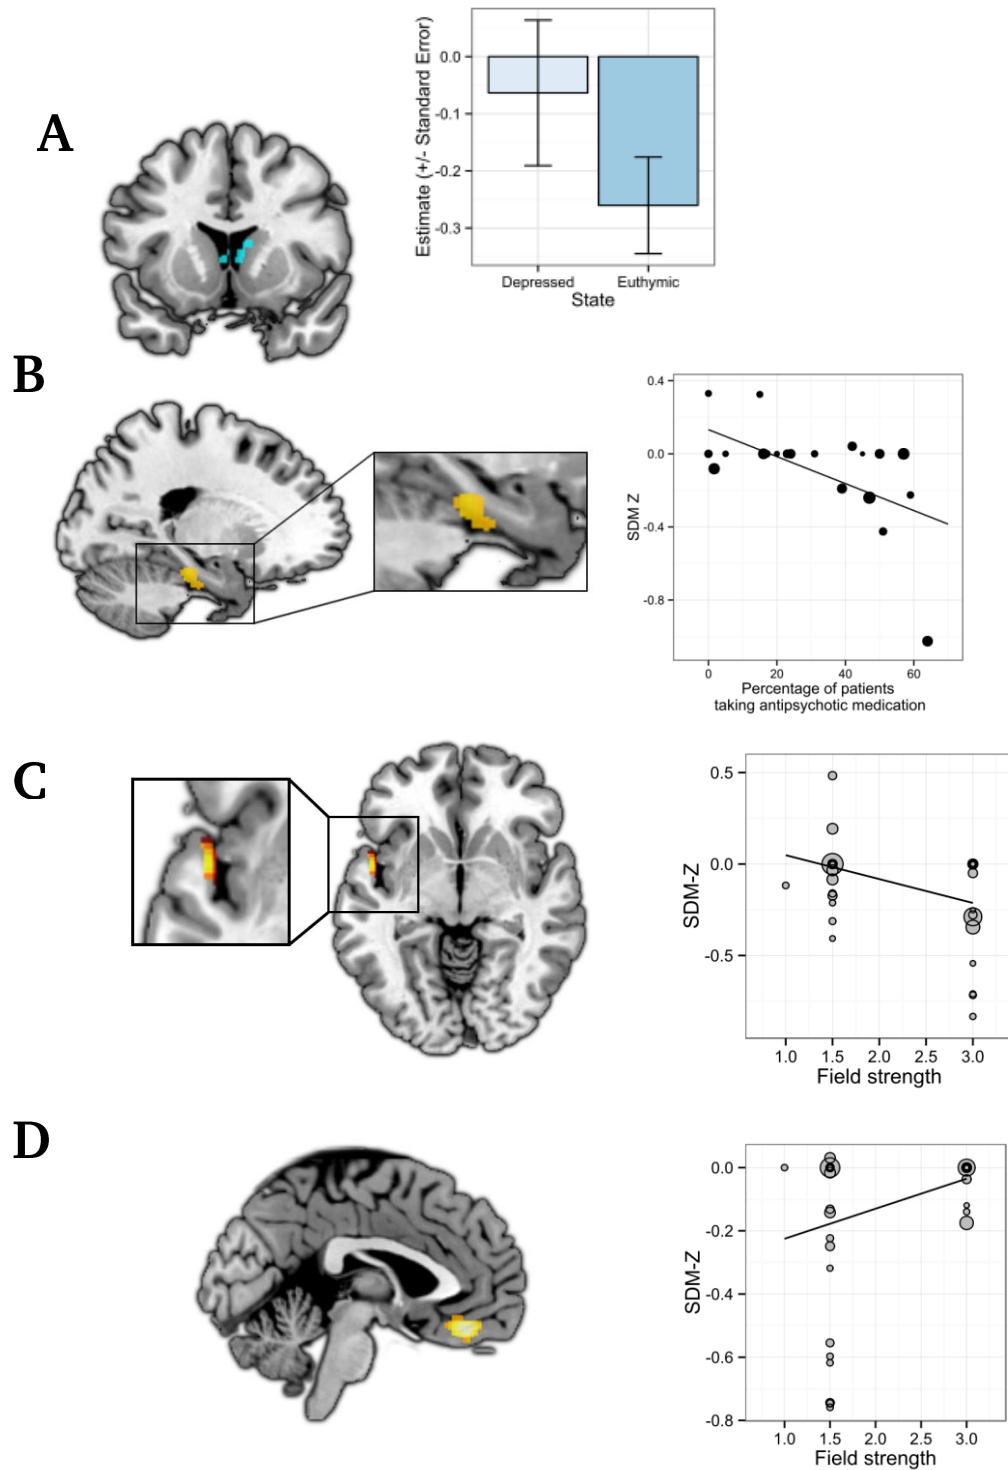 A
Estimate (+/- Standard Error)
0.0
-0.1
-0.2
-0.3
Depressed
Euthymic
State
B
SDM Z
0.4
0.0
-0.4
-0.8
0 20 40 60
Percentage of patients
taking antipsychotic medication
C
SDM-Z
0.5
0.0
-0.5
1.0 1.5 2.0 2.5 3.0
Field strength
D
SDM-Z
0.0
-0.2
-0.4
-0.6
-0.8
1.0 1.5 2.0 2.5 3.0
Field strength